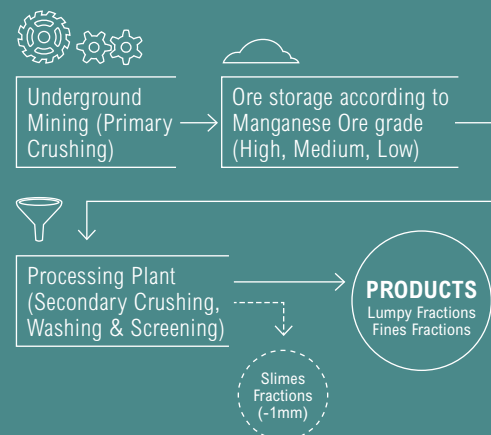 Underground
Mining (Primary
Crushing)
Ore storage according to
Manganese Ore grade
(High, Medium, Low)
Processing Plant
(Secondary Crushing,
Washing & Screening)
PRODUCTS
Lumpy Fractions
Fines Fractions
Slimes
Fractions
(-1mm)